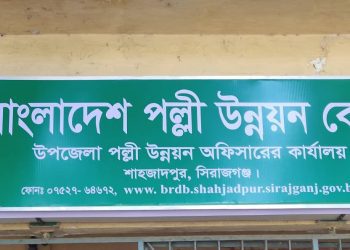 বাংলাদেশ পল্লী উন্নয়ন বো
উপজেলা পল্লী উন্নয়ন অফিসারের কার্যালয়
শাহজাদপুর, সিরাজগঞ্জ।
ফোনঃ ০৭৫২৭- ৬৪৬৭২, www.brdb.shahjadpur.sirajganj.gov.b